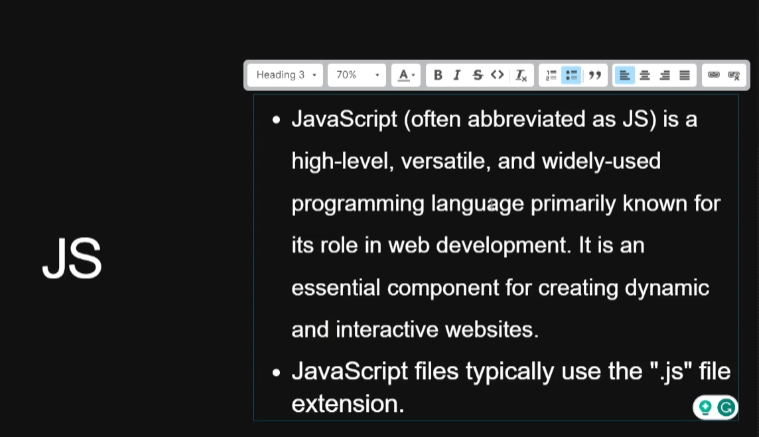 Heading 3
70%
A
B I S <> Tx
JavaScript (often abbreviated as JS) is a
high-level, versatile, and widely-used
programming language primarily known for
its role in web development. It is an
JS
essential component for creating dynamic
and interactive websites.
JavaScript files typically use the ".js" file
extension.